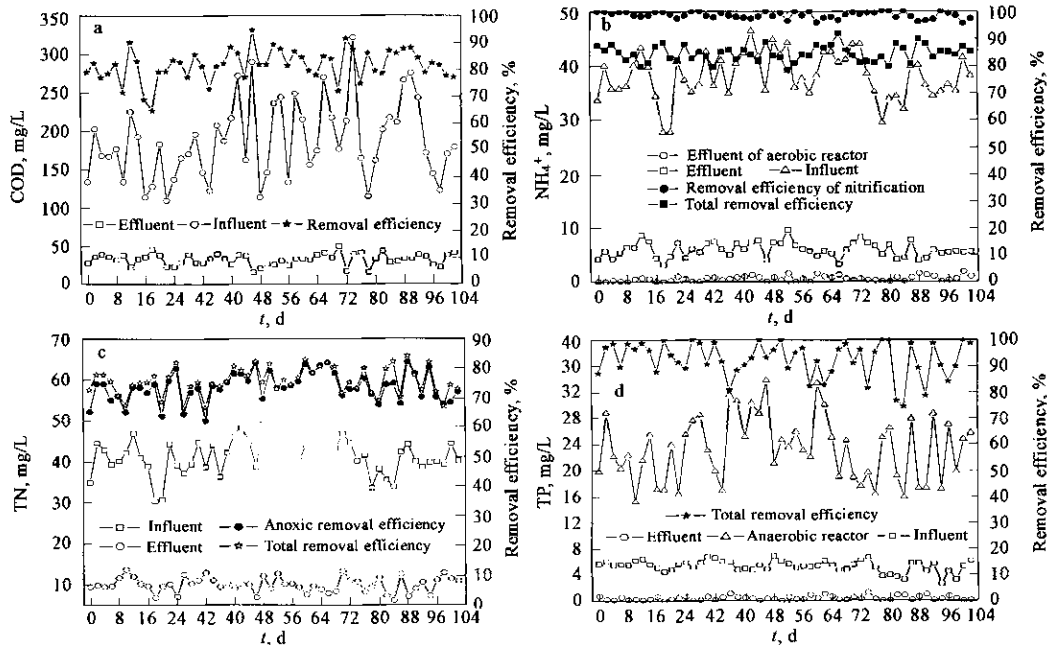 a
COD, mg/L
400
350
300
250
200
150
100
50
0
Effluent Influent Removal efficiency
Removal efficiency, %
100
90
80
70
60
50
40
30
20
10
0
0 8 16 24 32 40 48 56 64 72 80 88 96 104
t, d
b
NH₄⁺, mg/L
50
40
30
20
10
0
Effluent of aerobic reactor
Effluent Influent
Removal efficiency of nitrification
Total removal efficiency
Removal efficiency, %
100
90
80
70
60
50
40
30
20
10
0
0 8 16 24 32 42 48 56 64 72 80 88 96 104
t, d
c
TN, mg/L
70
60
50
40
30
20
10
Influent Anoxic removal efficiency
Effluent Total removal efficiency
Removal efficiency, %
90
80
70
60
50
40
30
20
10
0
0 8 16 24 32 40 48 56 64 72 80 88 96 104
t, d
d
TP, mg/L
40
36
32
28
24
20
16
8
4
0
Total removal efficiency
Effluent Anaerobic reactor Influent
Removal efficiency, %
100
90
80
70
60
50
40
30
20
10
0
0 8 16 24 32 40 48 56 64 72 80 88 96 104
t, d